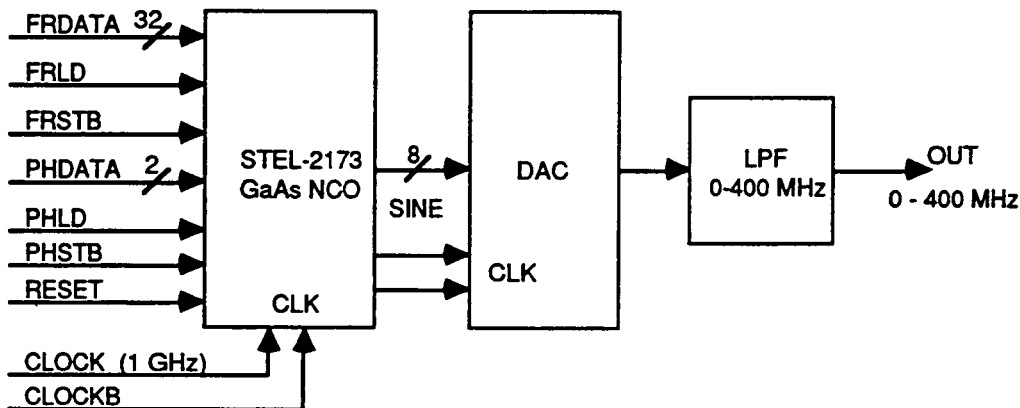 FRDATA 32
FRLD
FRSTB
PHDATA 2
PHLD
PHSTB
RESET
CLOCK (1 GHz)
CLOCKB
STEL-2173
GaAs NCO
CLK
8
SINE
DAC
CLK
LPF
0-400 MHz
OUT
0 - 400 MHz